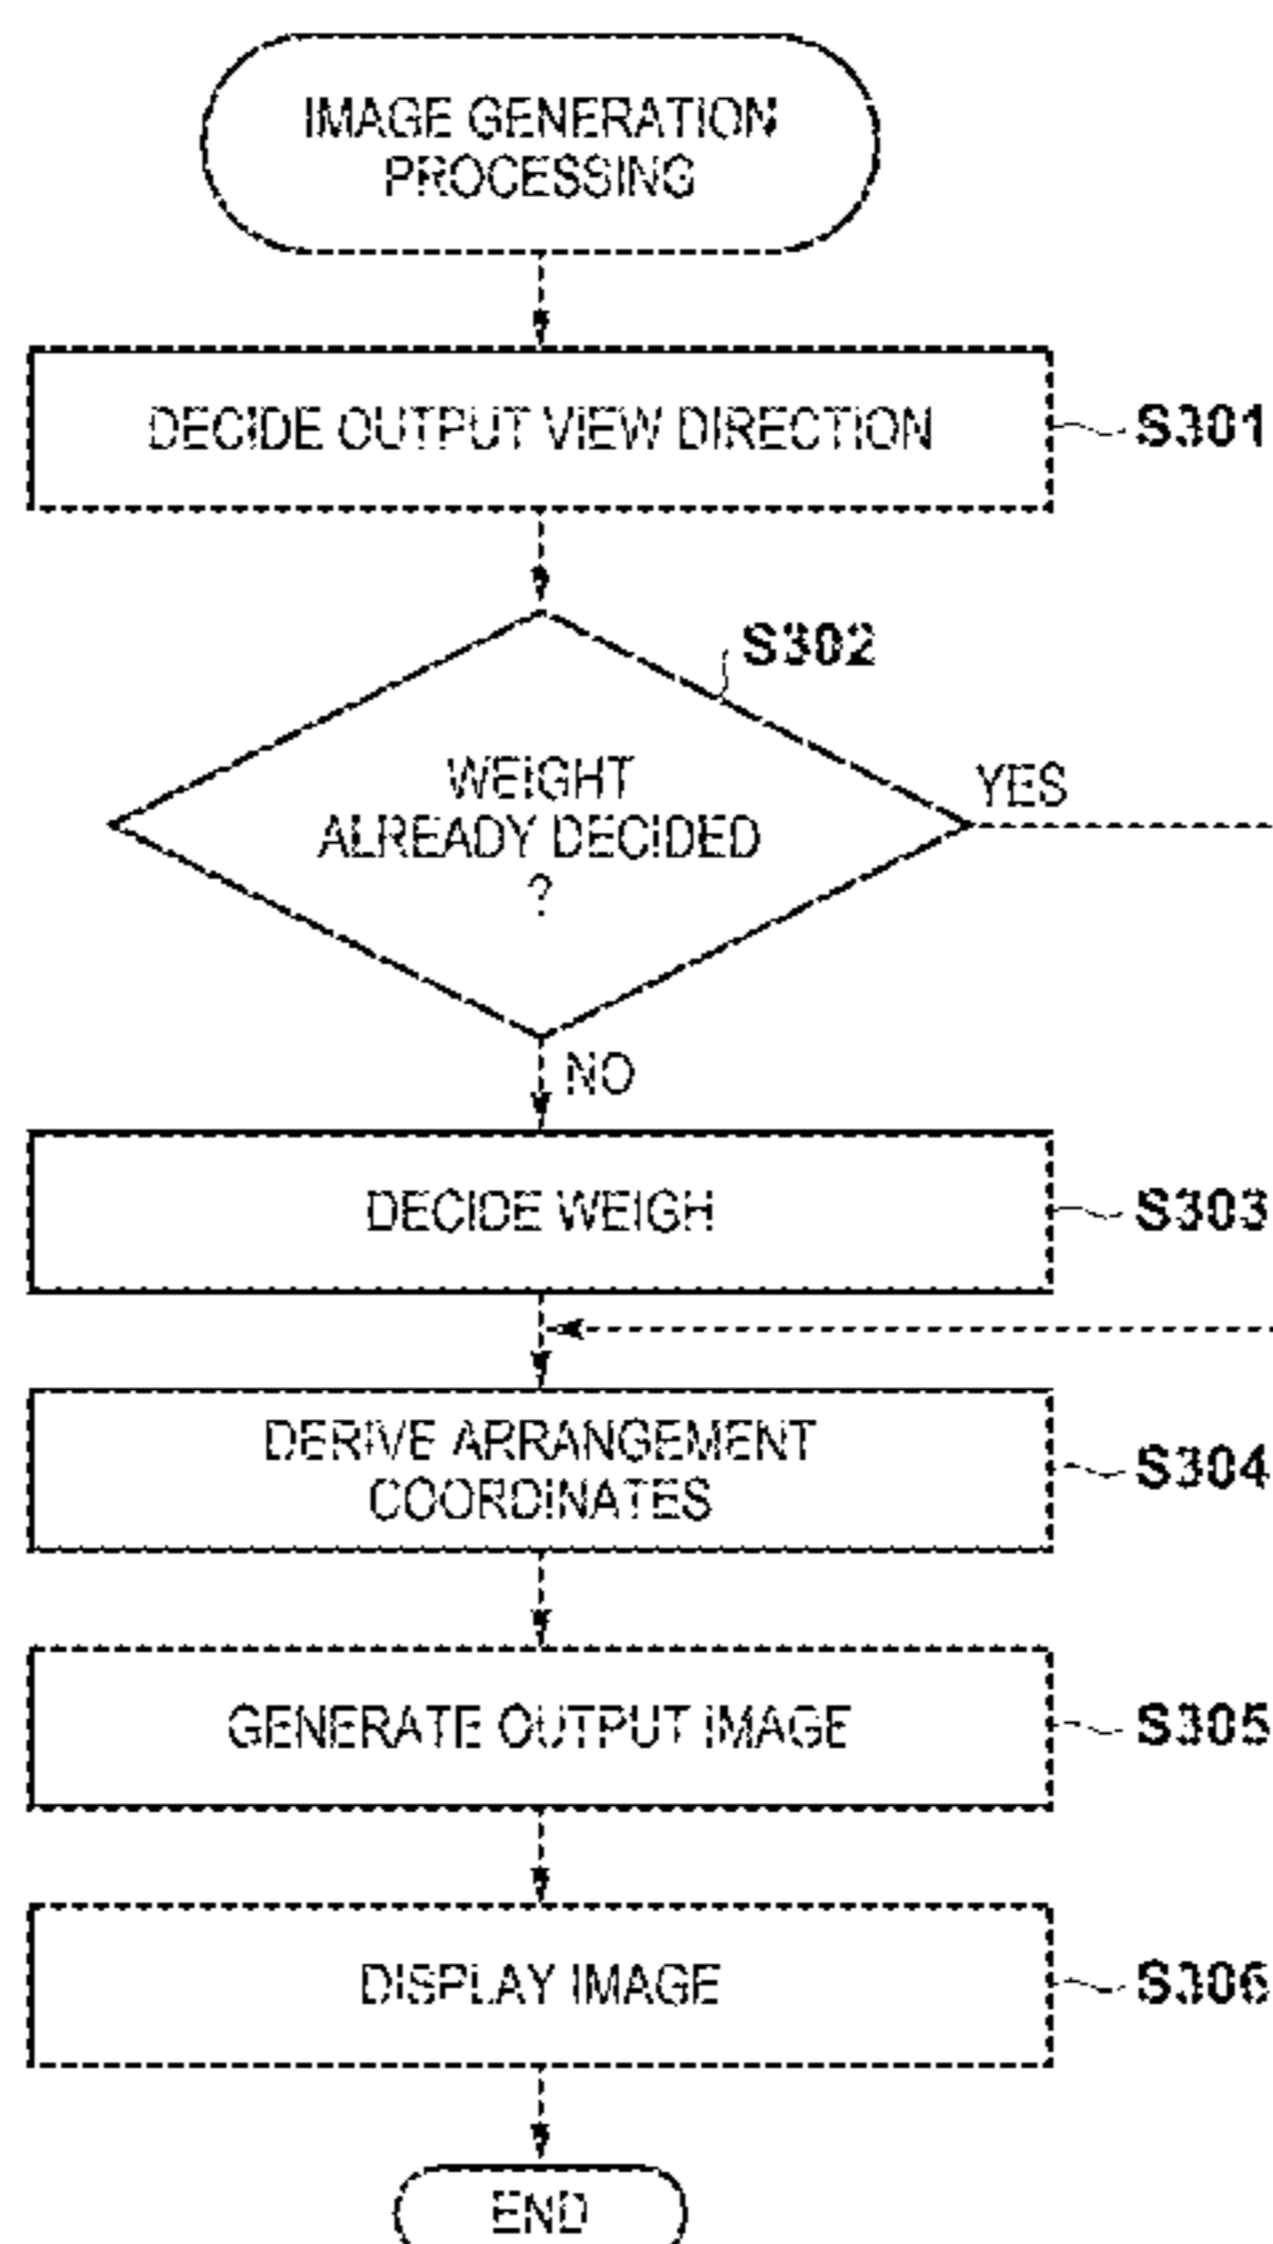 IMAGE GENERATION
PROCESSING
DECIDE OUTPUT VIEW DIRECTION
S301
S302
WEIGHT
ALREADY DECIDED
?
YES
NO
DECIDE WEIGH
S303
DERIVE ARRANGEMENT
COORDINATES
S304
GENERATE OUTPUT IMAGE
S305
DISPLAY IMAGE
S306
END